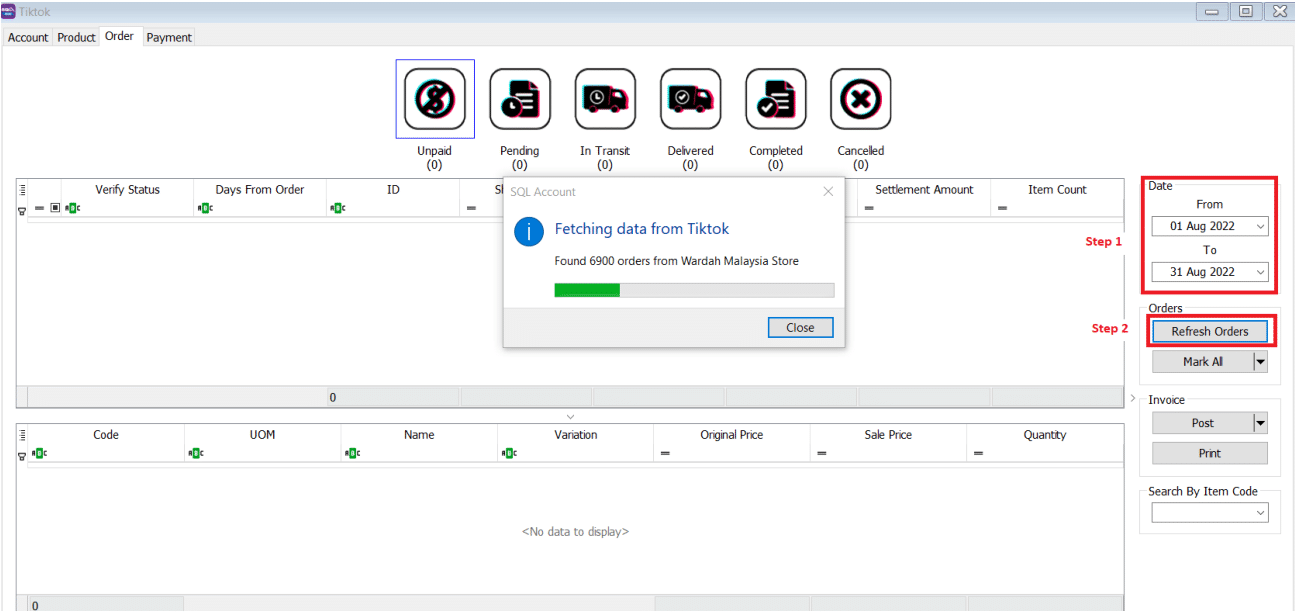 Tiktok
Account Product Order Payment
Unpaid Pending In Transit Delivered Completed Cancelled
(0) (0) (0) (0) (0) (0)
Verify Status Days From Order ID Settlement Amount Item Count
SQL Account
Fetching data from Tiktok
Found 6900 orders from Wardah Malaysia Store
Close
0
Step 1
Date
From
01 Aug 2022
To
31 Aug 2022
Step 2
Orders
Refresh Orders
Mark All
Invoice
Post
Print
Search By Item Code
Code UOM Name Variation Original Price Sale Price Quantity
<No data to display>
0